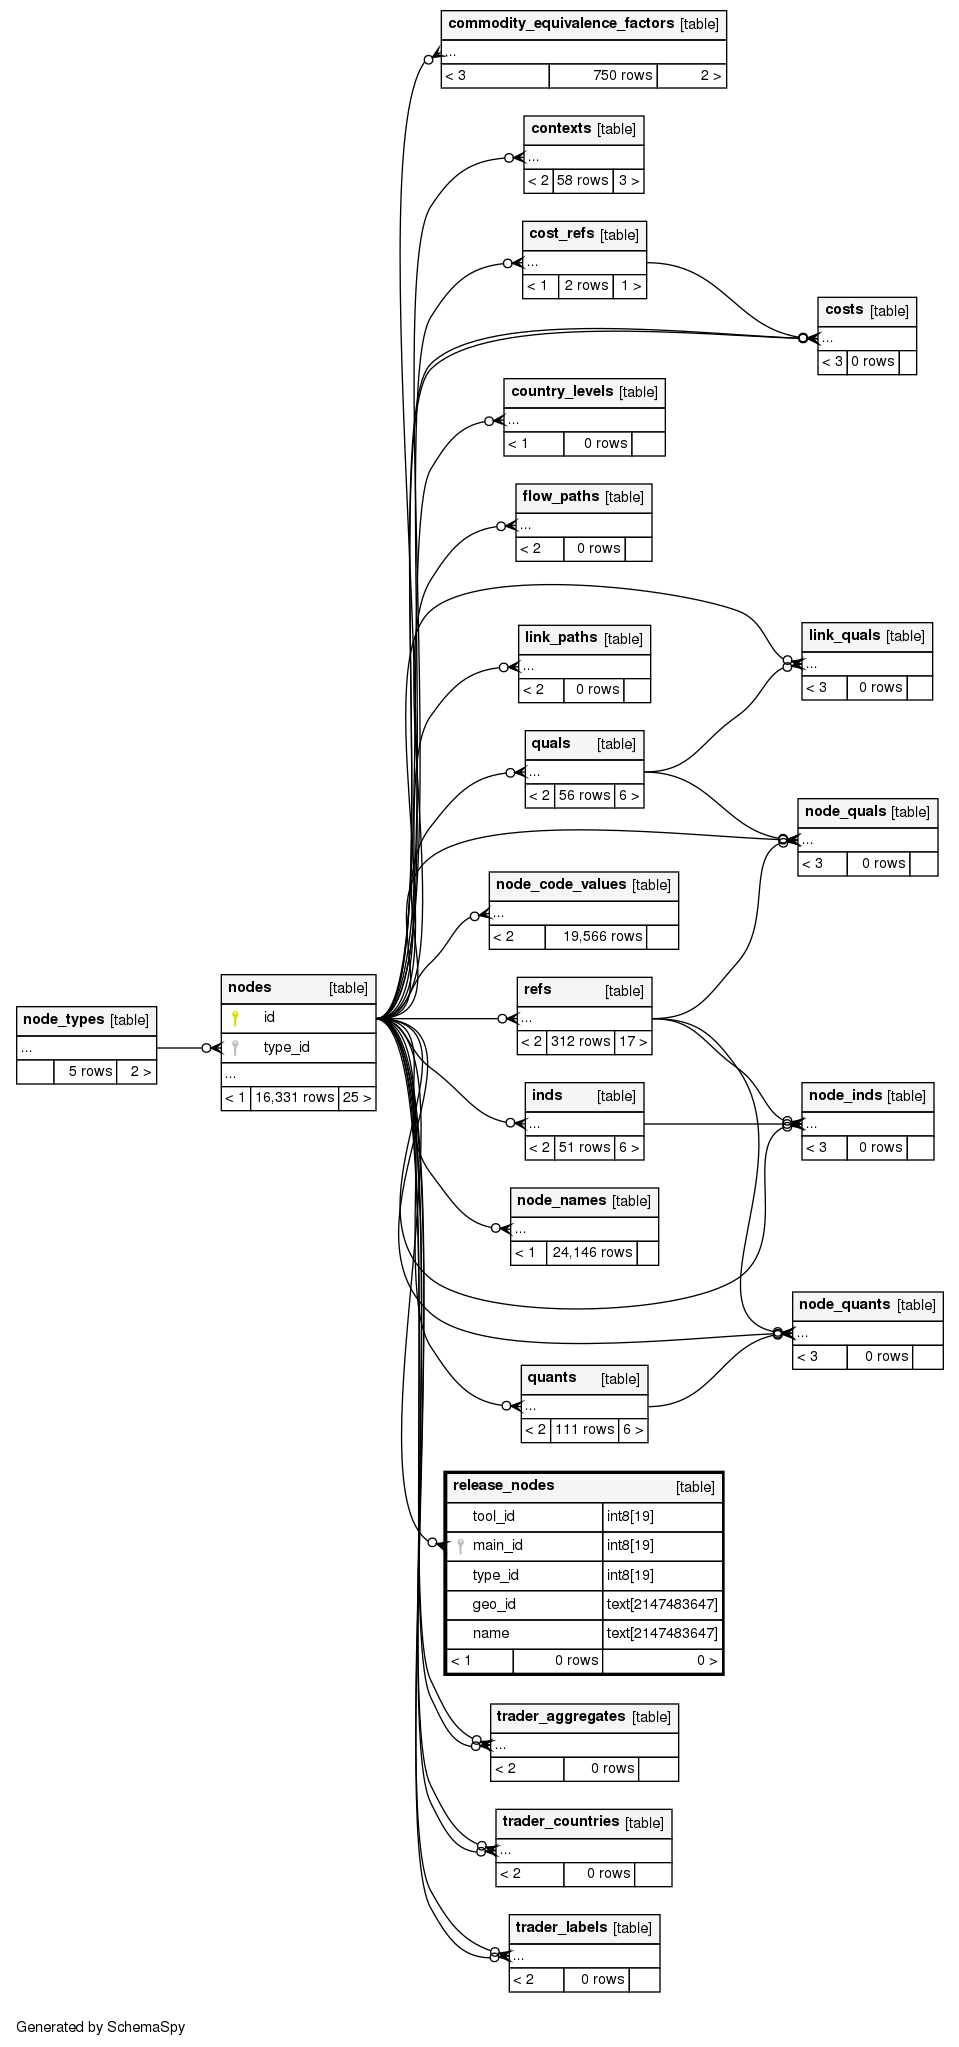 commodity_equivalence_factors [table]
...
< 3 750 rows 2 >
contexts [table]
...
< 2 58 rows 3 >
cost_refs [table]
...
< 1 2 rows 1 >
costs [table]
...
< 3 0 rows
country_levels [table]
...
< 1 0 rows
flow_paths [table]
...
< 2 0 rows
link_paths [table]
...
< 2 0 rows
link_quals [table]
...
< 3 0 rows
quals [table]
...
< 2 56 rows 6 >
node_quals [table]
...
< 3 0 rows
node_code_values [table]
...
< 2 19,566 rows
nodes [table]
id
type_id
...
< 1 16,331 rows 25 >
node_types [table]
...
5 rows 2 >
refs [table]
...
< 2 312 rows 17 >
inds [table]
...
< 2 51 rows 6 >
node_inds [table]
...
< 3 0 rows
node_names [table]
...
< 1 24,146 rows
node_quants [table]
...
< 3 0 rows
quants [table]
...
< 2 111 rows 6 >
release_nodes [table]
tool_id int8[19]
main_id int8[19]
type_id int8[19]
geo_id text[2147483647]
name text[2147483647]
< 1 0 rows 0 >
trader_aggregates [table]
...
< 2 0 rows
trader_countries [table]
...
< 2 0 rows
trader_labels [table]
...
< 2 0 rows
Generated by SchemaSpy